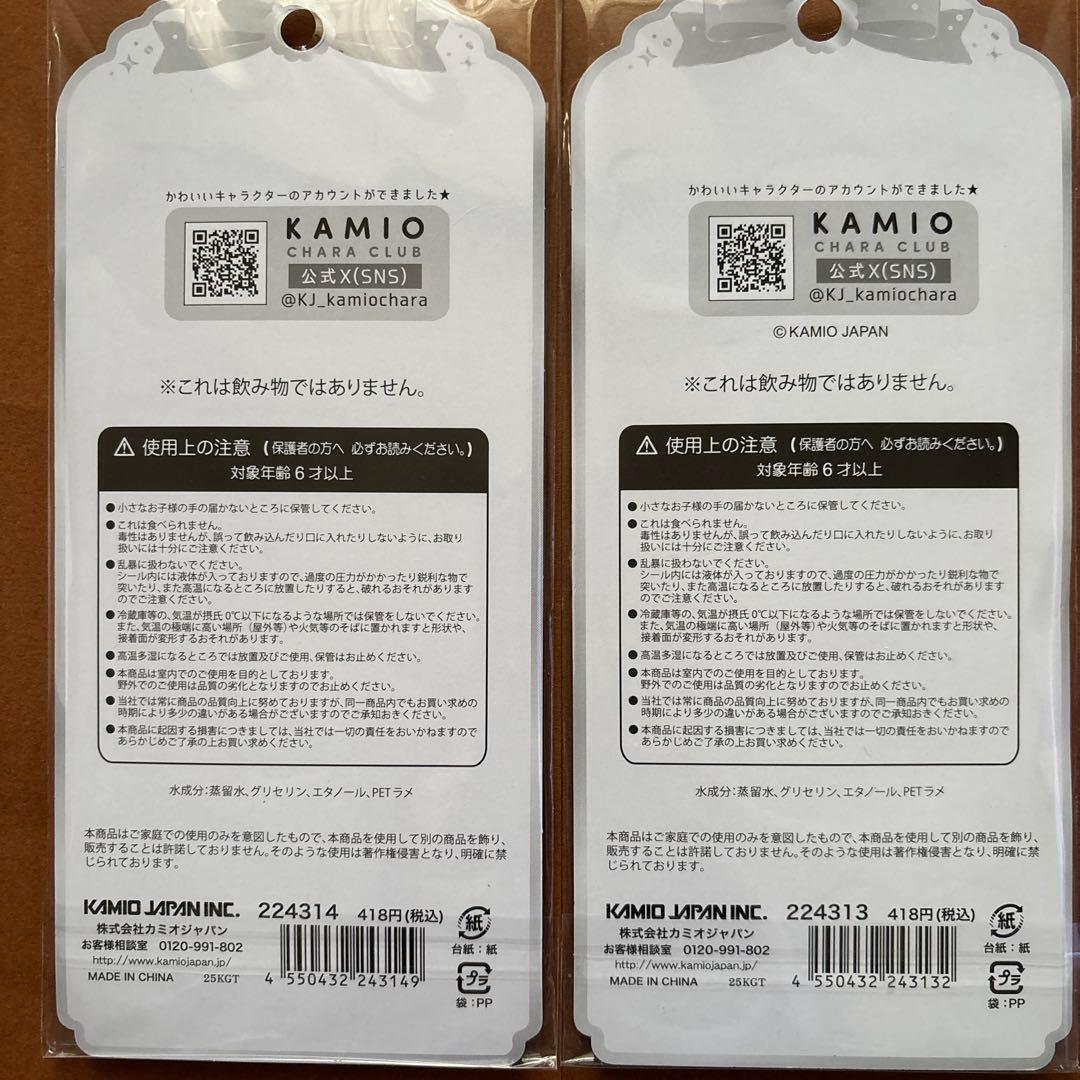 かわいいキャラクターのアカウントができました★
KAMIO
CHARA CLUB
公式X(SNS)
@KJ_kamiochara
※これは飲み物ではありません。
⚠ 使用上の注意 (保護者の方へ 必ずお読みください。)
対象年齢6才以上
●小さなお子様の手の届かないところに保管してください。
●これは食べられません。
毒性はありませんが、誤って飲み込んだり口に入れたりしないように、お取り
扱いには十分にご注意ください。
●乱暴に扱わないでください。
シール内には液体が入っておりますので、過度の圧力がかかったり鋭利な物で
突いたり、また高温になるところに放置したりすると、破れるおそれがあります
のでご注意ください。
●冷蔵庫等の、気温が摂氏0℃以下になるような場所では保管をしないでください。
また、気温の極端に高い場所（屋外等）や火気等のそばに置かれますと形状や、
接着面が変形するおそれがあります。
●高温多湿になるところでは放置及びご使用、保管はお止めください。
●本商品は室内でのご使用を目的としております。
野外でのご使用は品質の劣化となりますのでお止めください。
●当社では常に商品の品質向上に努めておりますが、同一商品内でもお買い求めの
時期により多少の違いがある場合がございますのでご承知おきください。
●本商品に起因する損害につきましては、当社では一切の責任をおいかねますので
あらかじめご了承の上お買い求めください。
水成分：蒸留水、グリセリン、エタノール、PETラメ
本商品はご家庭での使用のみを意図したもので、本商品を使用して別の商品を飾り、
販売することは許諾しておりません。そのような使用は著作権侵害となり、明確に禁
じられております。
KAMIO JAPAN INC. 224314 418円(税込)
株式会社カミオジャパン
お客様相談室 0120-991-802
http://www.kamiojapan.jp/
MADE IN CHINA 25KGT
4 550432 243149
紙
台紙：紙
プラ
袋：PP
かわいいキャラクターのアカウントができました★
KAMIO
CHARA CLUB
公式X(SNS)
@KJ_kamiochara
©KAMIO JAPAN
※これは飲み物ではありません。
⚠ 使用上の注意 (保護者の方へ 必ずお読みください。)
対象年齢6才以上
●小さなお子様の手の届かないところに保管してください。
●これは食べられません。
毒性はありませんが、誤って飲み込んだり口に入れたりしないように、お取り
扱いには十分にご注意ください。
●乱暴に扱わないでください。
シール内には液体が入っておりますので、過度の圧力がかかったり鋭利な物で
突いたり、また高温になるところに放置したりすると、破れるおそれがあります
のでご注意ください。
●冷蔵庫等の、気温が摂氏0℃以下になるような場所では保管をしないでください。
また、気温の極端に高い場所（屋外等）や火気等のそばに置かれますと形状や、
接着面が変形するおそれがあります。
●高温多湿になるところでは放置及びご使用、保管はお止めください。
●本商品は室内でのご使用を目的としております。
野外でのご使用は品質の劣化となりますのでお止めください。
●当社では常に商品の品質向上に努めておりますが、同一商品内でもお買い求めの
時期により多少の違いがある場合がございますのでご承知おきください。
●本商品に起因する損害につきましては、当社では一切の責任をおいかねますので
あらかじめご了承の上お買い求めください。
水成分：蒸留水、グリセリン、エタノール、PETラメ
本商品はご家庭での使用のみを意図したもので、本商品を使用して別の商品を飾り、
販売することは許諾しておりません。そのような使用は著作権侵害となり、明確に禁
じられております。
KAMIO JAPAN INC. 224313 418円(税込)
株式会社カミオジャパン
お客様相談室 0120-991-802
http://www.kamiojapan.jp/
MADE IN CHINA 25KGT
4 550432 243132
紙
台紙：紙
プラ
袋：PP